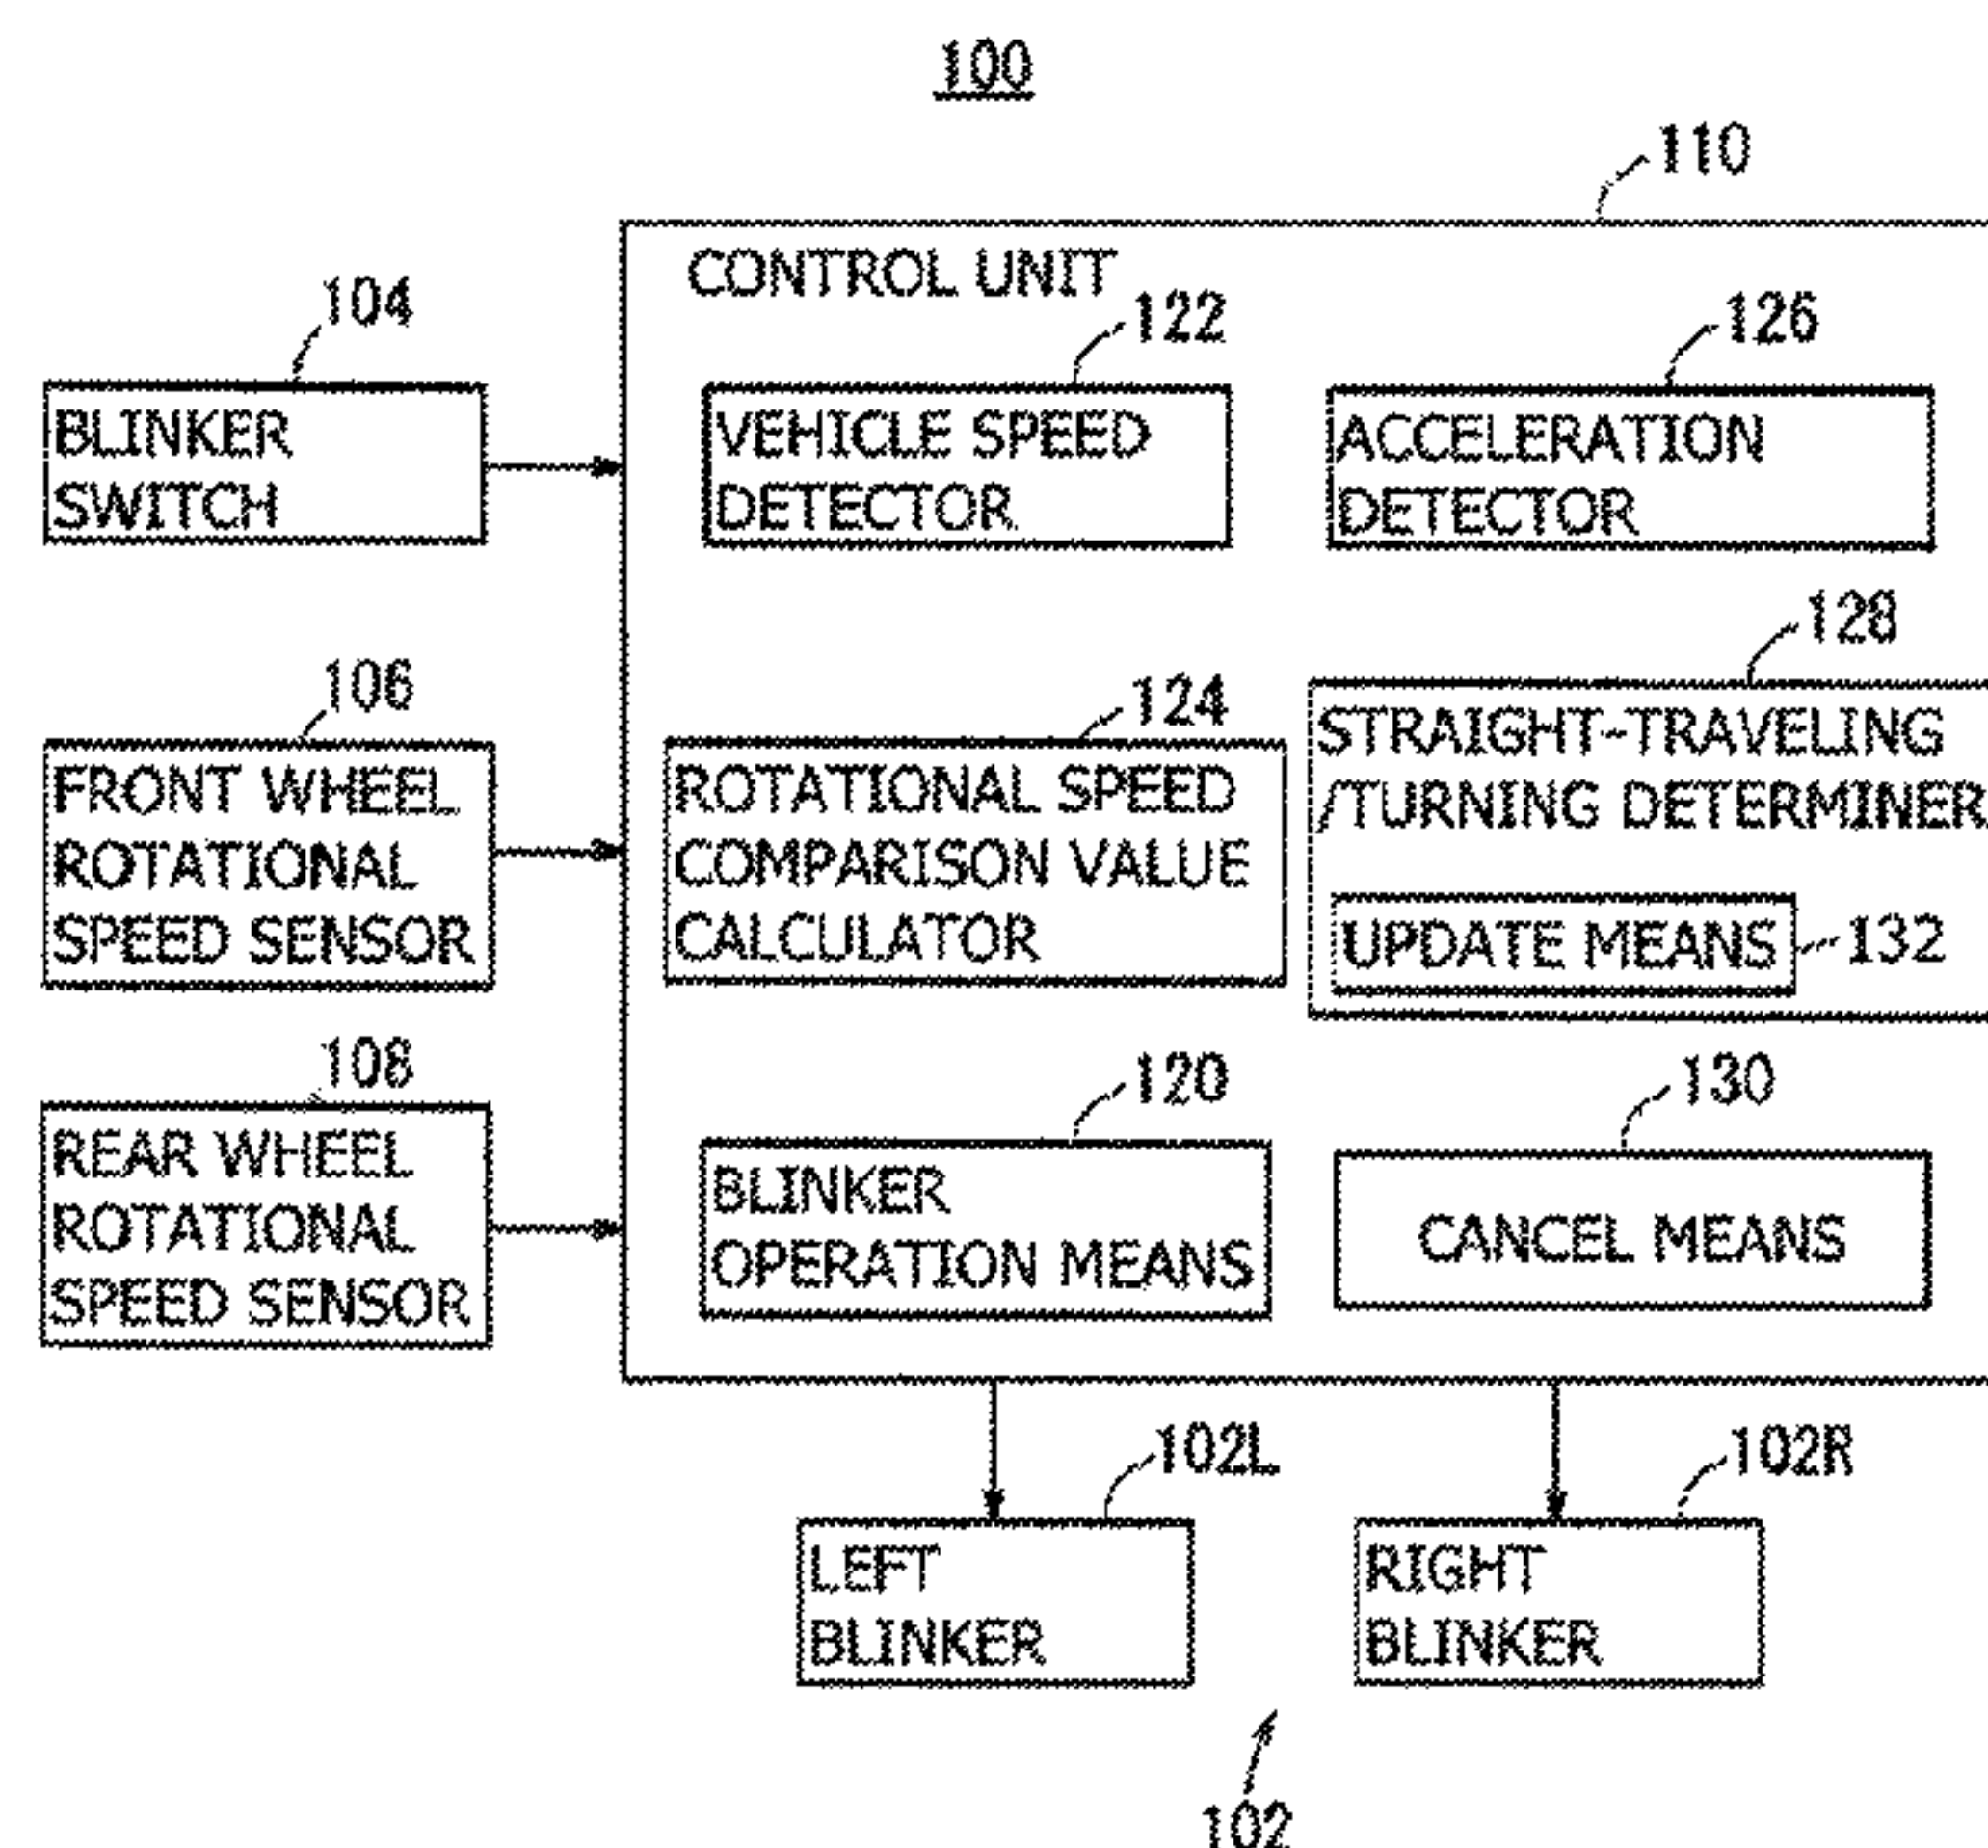 100
110
CONTROL UNIT
104
BLINKER
SWITCH
122
VEHICLE SPEED
DETECTOR
126
ACCELERATION
DETECTOR
106
FRONT WHEEL
ROTATIONAL
SPEED SENSOR
124
ROTATIONAL SPEED
COMPARISON VALUE
CALCULATOR
128
STRAIGHT-TRAVELING
/TURNING DETERMINER
UPDATE MEANS
132
108
REAR WHEEL
ROTATIONAL
SPEED SENSOR
120
BLINKER
OPERATION MEANS
130
CANCEL MEANS
102L
LEFT
BLINKER
102R
RIGHT
BLINKER
102